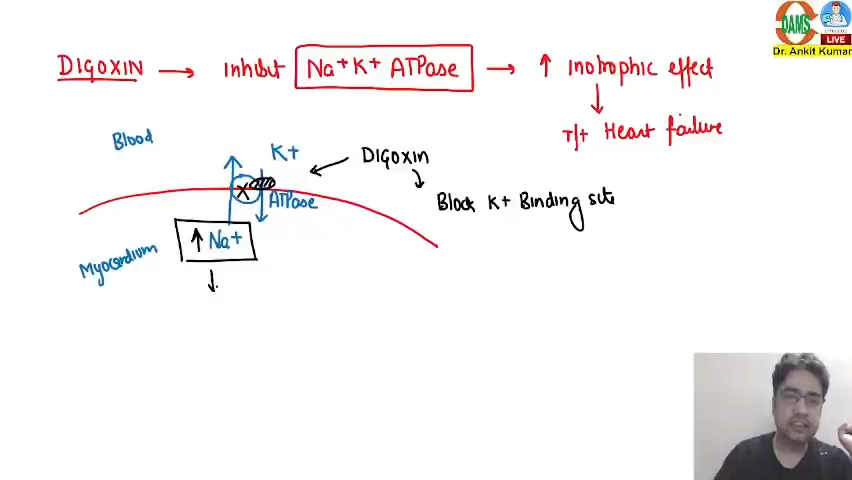 DIGOXIN → inhibit Na+K+ ATPase → ↑ Inotrophic effect
↓
T/t Heart failure
Blood
K+
DIGOXIN
X
ATPase
Block K+ Binding site
↑ Na+
Myocardium
↓
DAMS
LIVE
Dr. Ankit Kumar